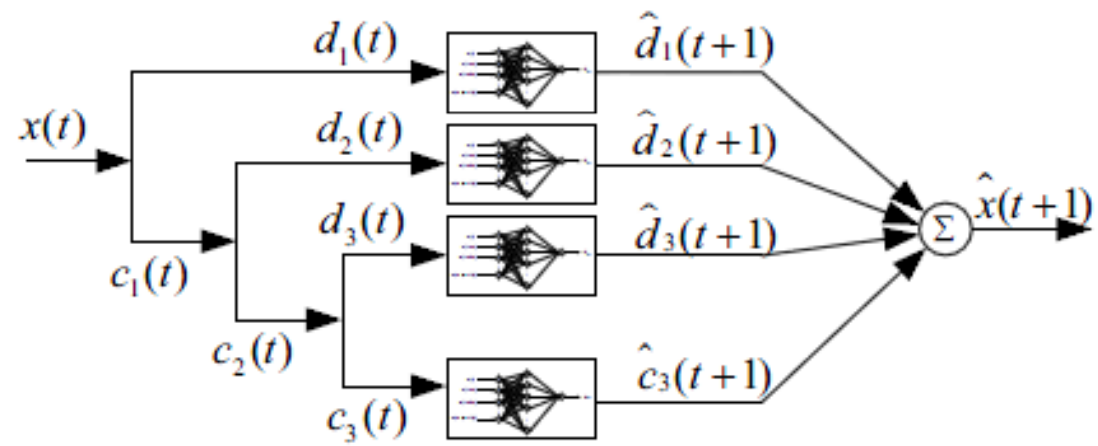 d₁(t)
d̂₁(t+1)
x(t)
d₂(t)
d̂₂(t+1)
d₃(t)
d̂₃(t+1)
Σ
x̂(t+1)
c₁(t)
c₂(t)
ĉ₃(t+1)
c₃(t)